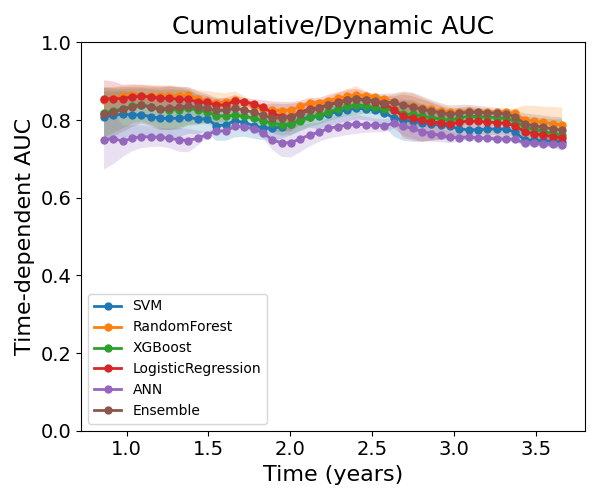 Cumulative/Dynamic AUC
Time-dependent AUC
1.0
0.8
0.6
0.4
0.2
0.0
SVM
RandomForest
XGBoost
LogisticRegression
ANN
Ensemble
1.0 1.5 2.0 2.5 3.0 3.5
Time (years)